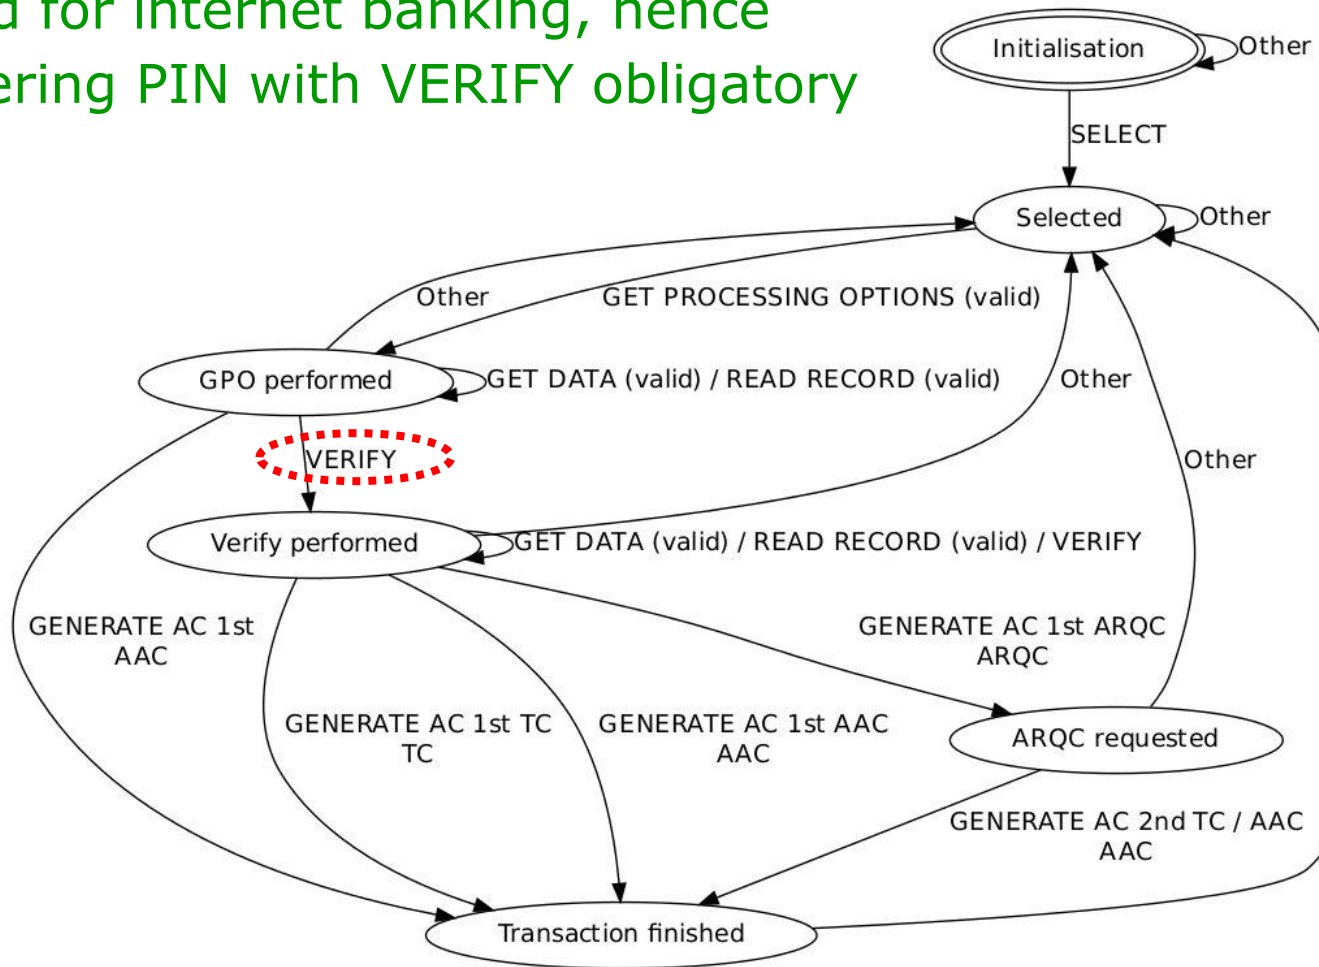 d for internet banking, hence
ering PIN with VERIFY obligatory
Initialisation
Other
SELECT
Selected
Other
Other
GET PROCESSING OPTIONS (valid)
GPO performed
GET DATA (valid) / READ RECORD (valid)
Other
VERIFY
Other
Verify performed
GET DATA (valid) / READ RECORD (valid) / VERIFY
GENERATE AC 1st
AAC
GENERATE AC 1st ARQC
ARQC
GENERATE AC 1st TC
TC
GENERATE AC 1st AAC
AAC
ARQC requested
GENERATE AC 2nd TC / AAC
AAC
Transaction finished